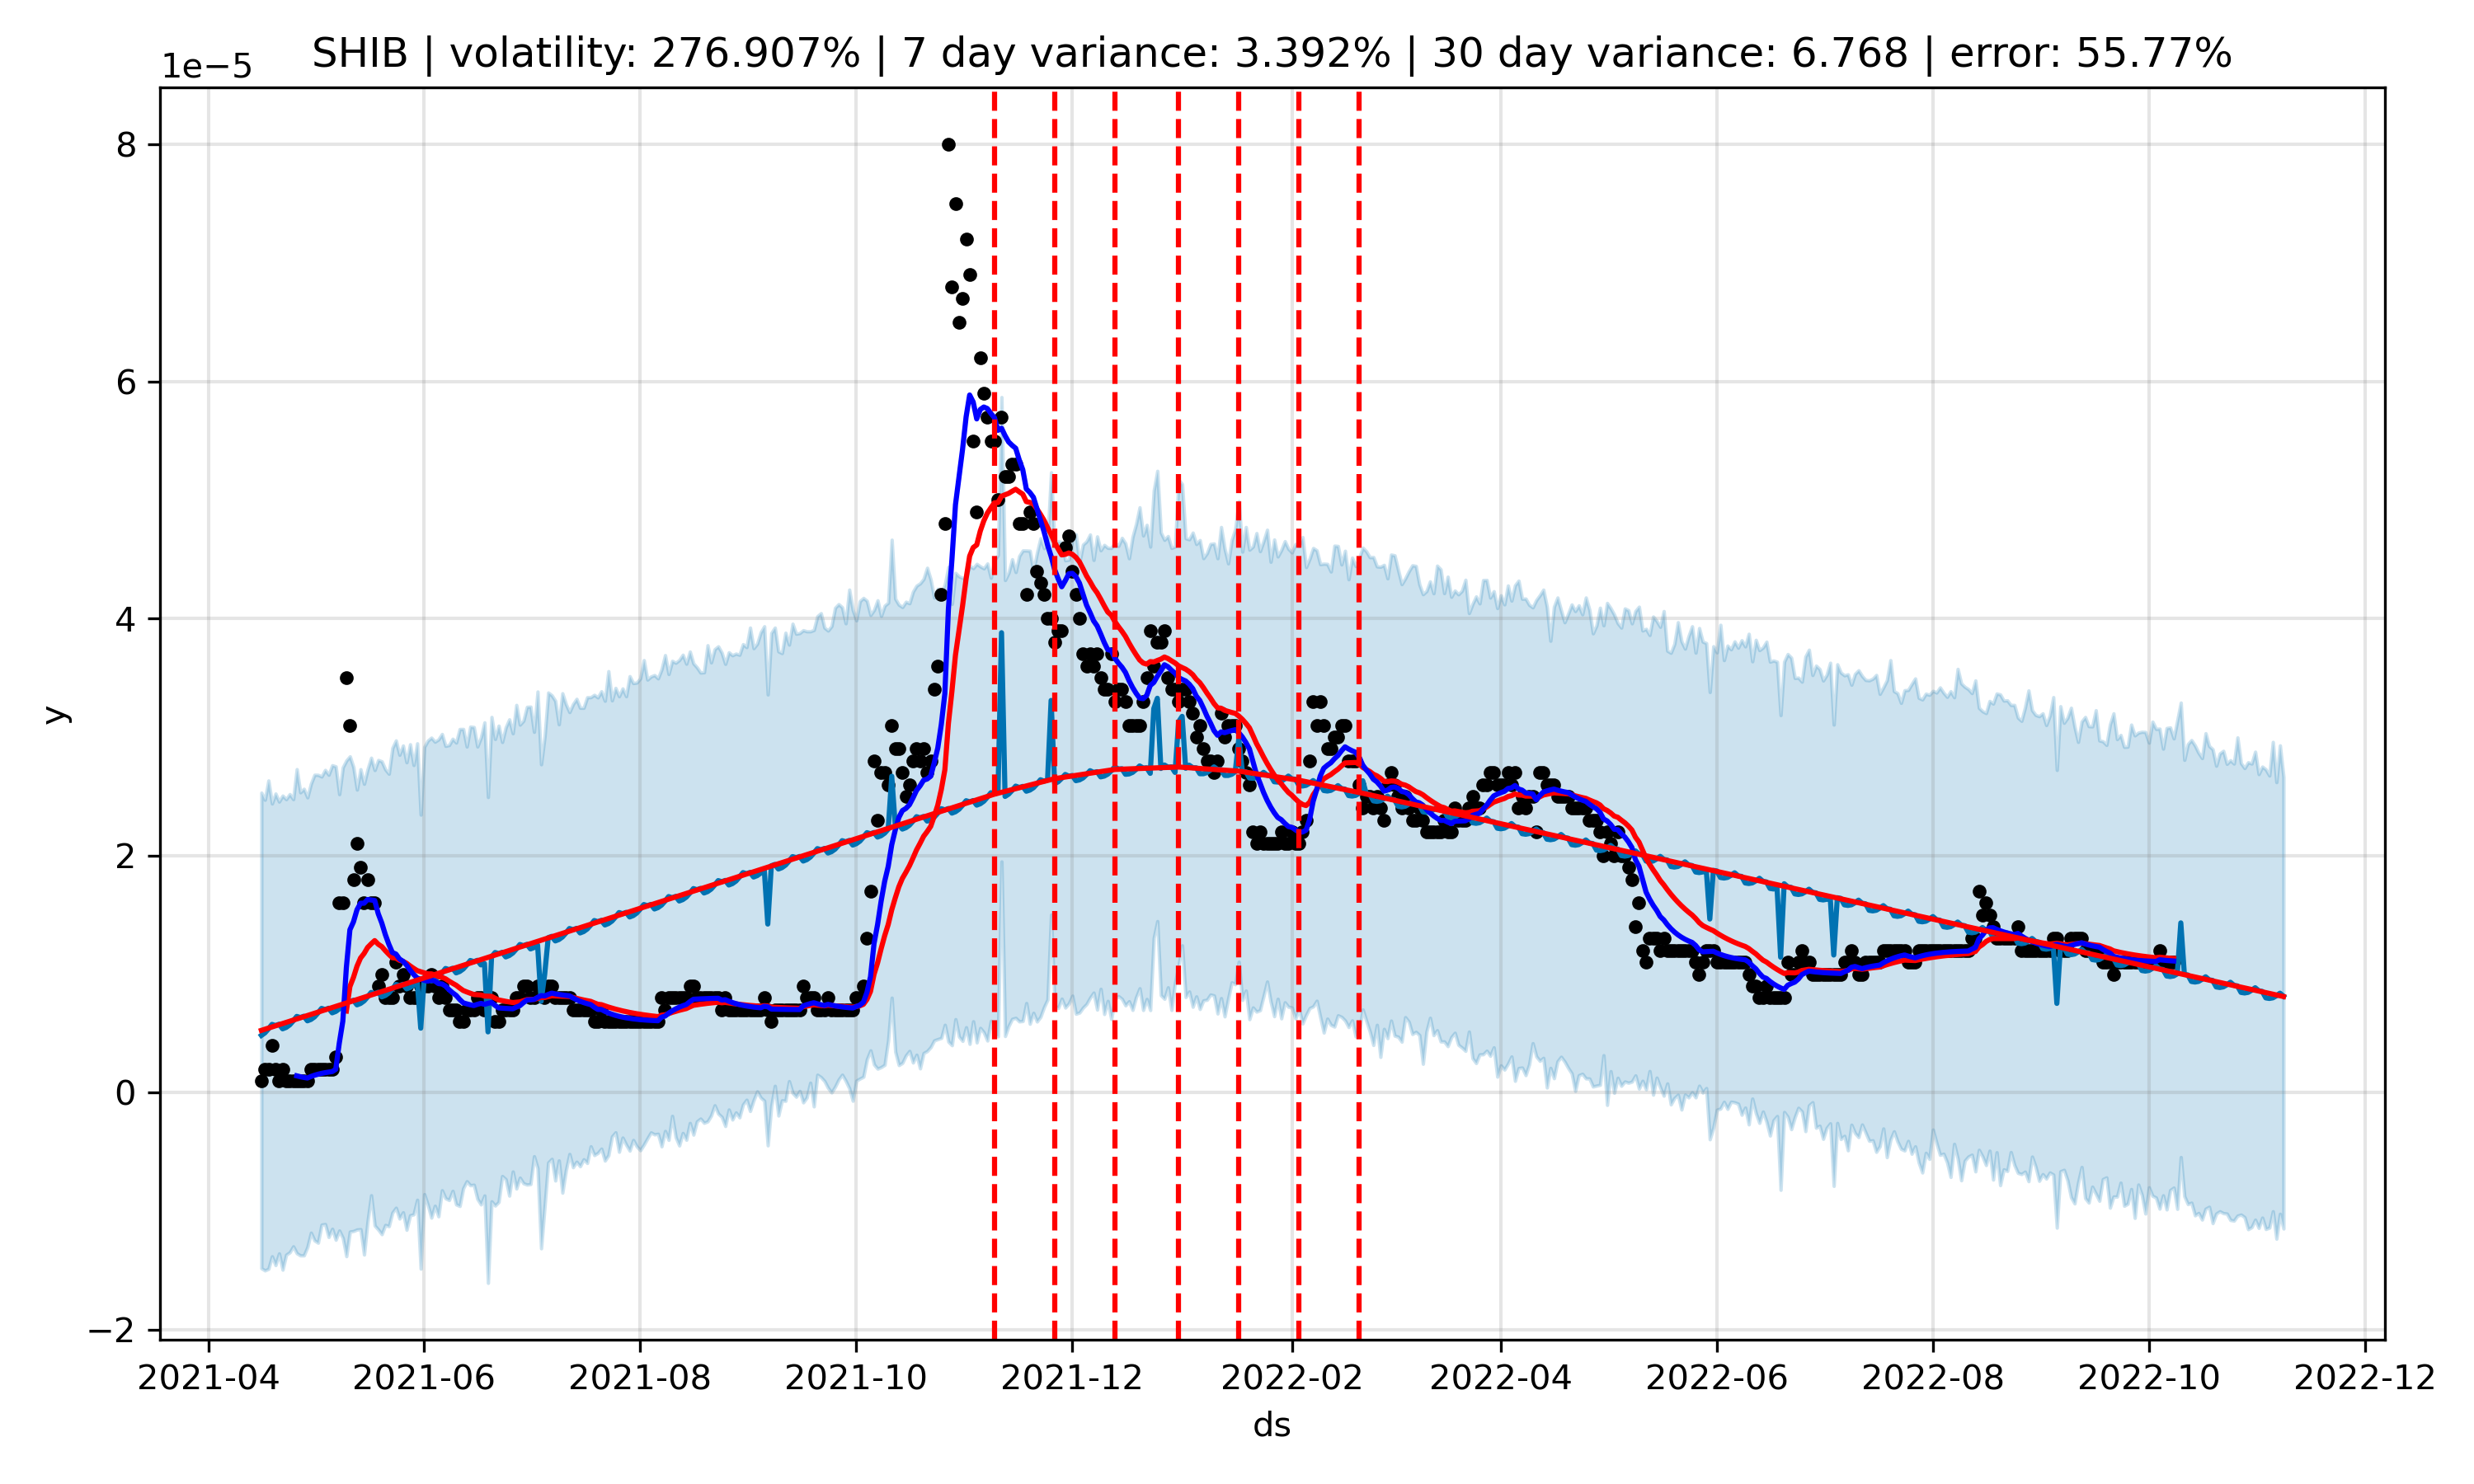 SHIB | volatility: 276.907% | 7 day variance: 3.392% | 30 day variance: 6.768 | error: 55.77%
1e−5
8
6
4
2
0
−2
y
2021-04 2021-06 2021-08 2021-10 2021-12 2022-02 2022-04 2022-06 2022-08 2022-10 2022-12
ds